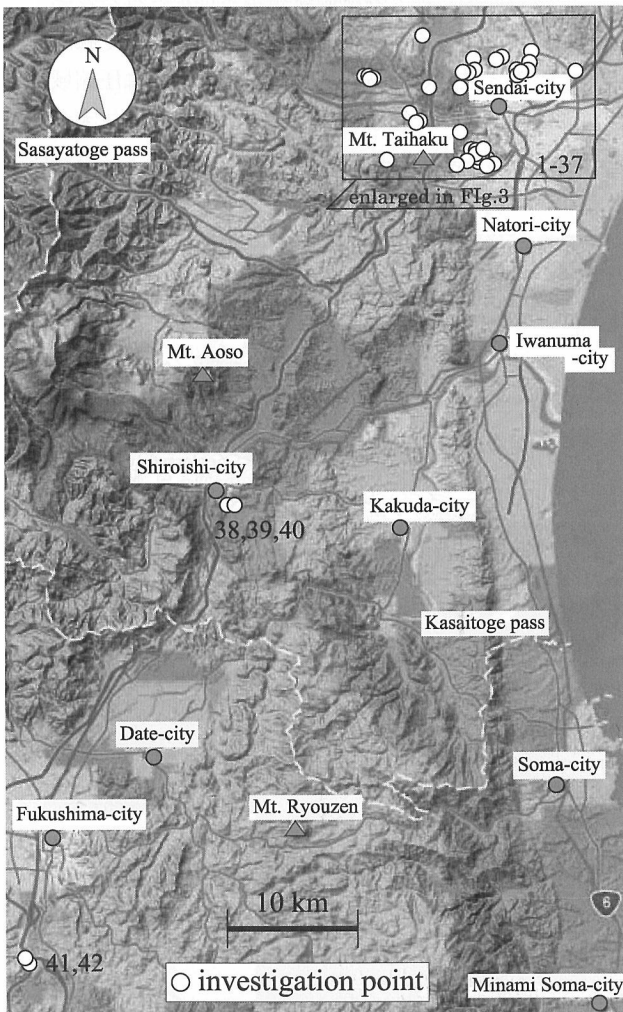 N
Sendai-city
Sasayatoge pass
Mt. Taihaku
1-37
enlarged in FIg.3
Natori-city
Iwanuma
-city
Mt. Aoso
Shiroishi-city
38,39,40
Kakuda-city
Kasaitoge pass
Date-city
Soma-city
Fukushima-city
Mt. Ryouzen
10 km
6
41,42
investigation point
Minami Soma-city